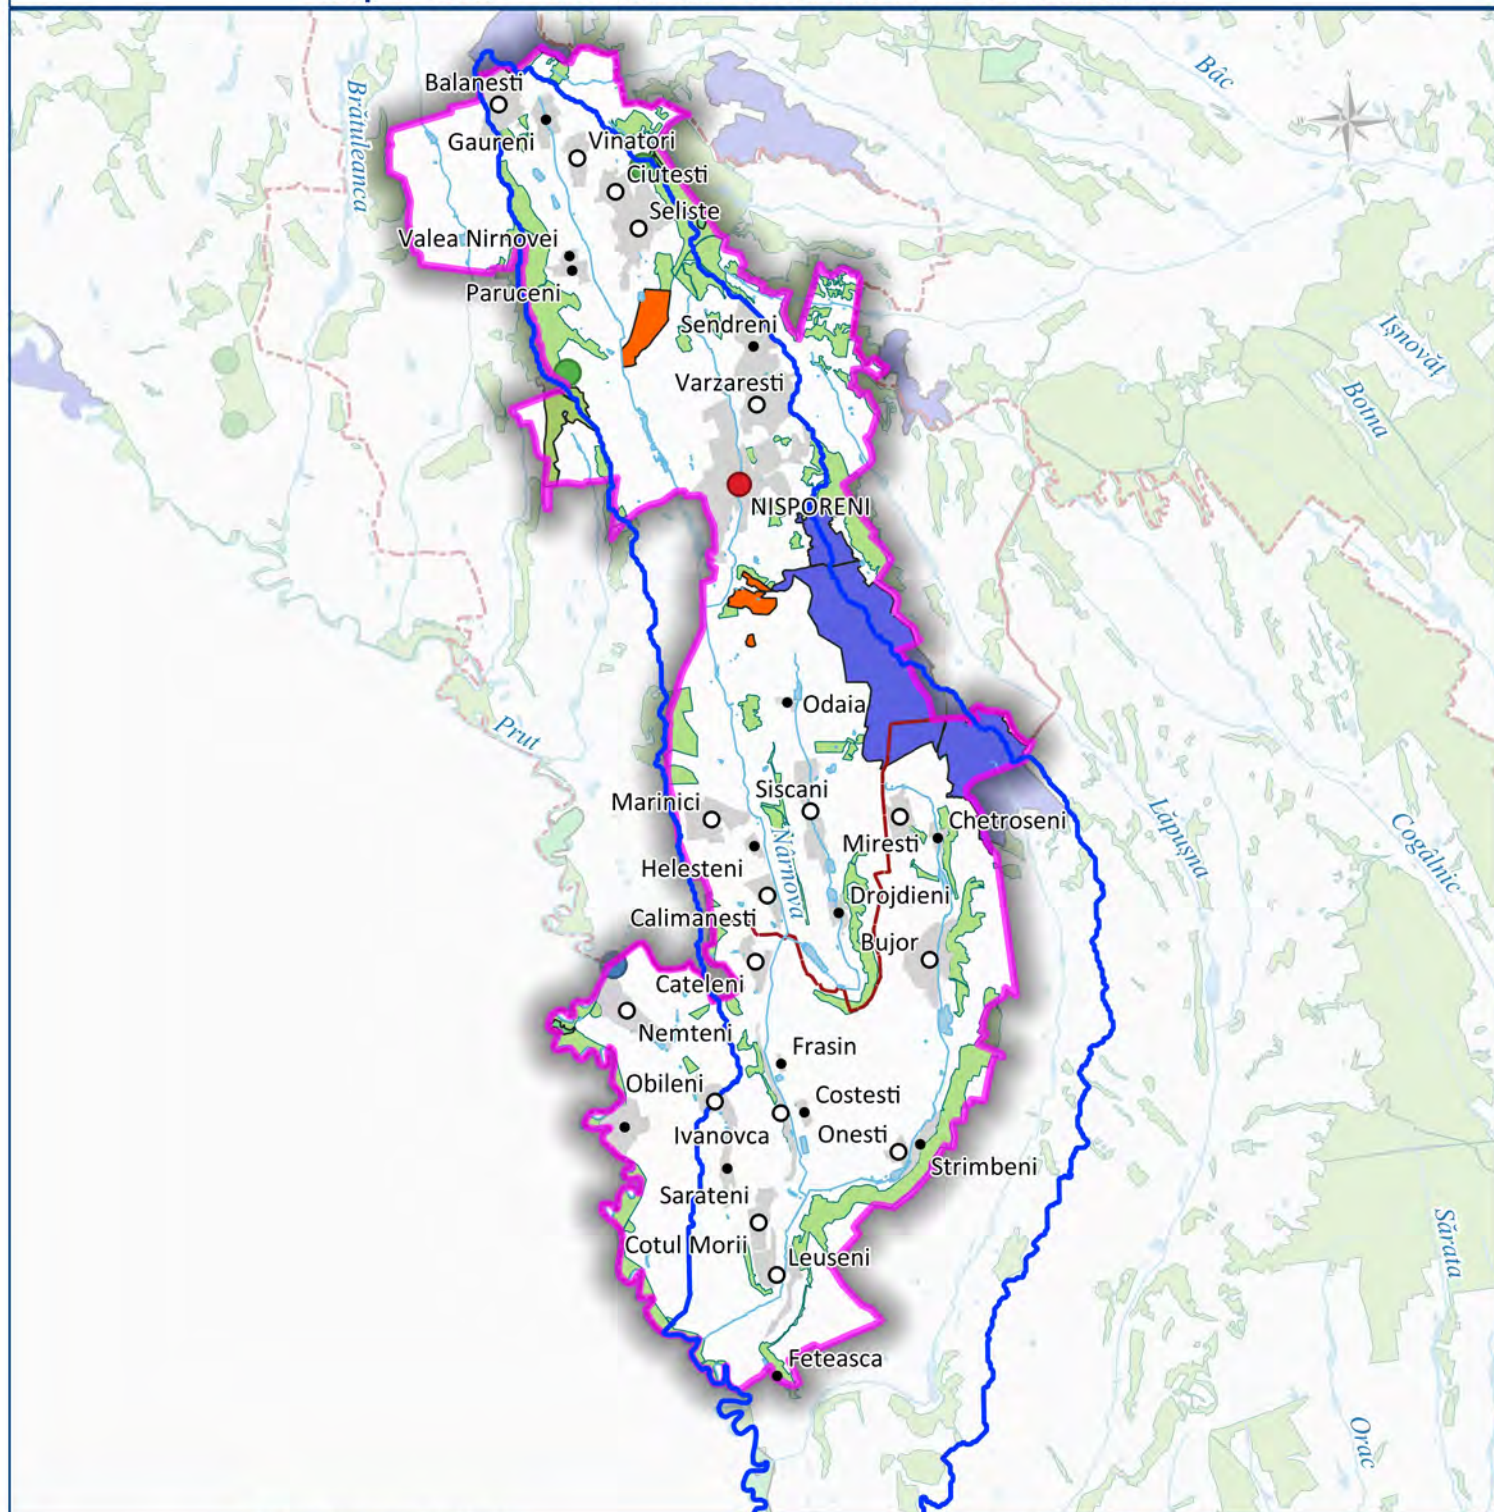 Bâc
Balanesti
Brătuleanca
Gaureni
Vinatori
Ciutesti
Seliste
Valea Nirnovei
Paruceni
Sendreni
Işnovăţ
Varzaresti
Botna
NISPORENI
Odaia
Prut
Siscani
Marinici
Chetroseni
Lăpuşna
Cogâlnic
Miresti
Helesteni
Nârnova
Drojdieni
Calimanesti
Bujor
Cateleni
Nemteni
Frasin
Obileni
Costesti
Ivanovca
Onesti
Strimbeni
Sarateni
Sărata
Cotul Morii
Leuseni
Feteasca
Orac